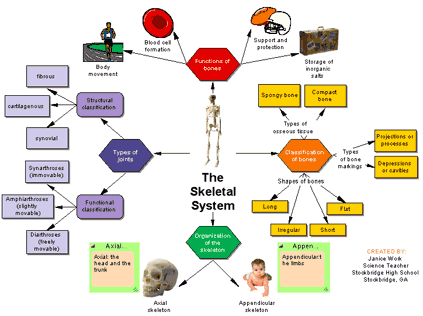 Blood cell
formation
Support and
protection
Functions of
bones
Body
movement
Storage of
inorganic
salts
fibrous
cartilagenous
synovial
Structural
classification
Spongy bone
Compact
bone
Types of
osseous tissue
Types of
joints
Classification
of bones
Types
of bone
markings
Projections or
processes
Depressions
or cavities
Synarthroses
(immovable)
Amphiarthroses
(slightly
movable)
Diarthroses
(freely
movable)
Functional
classification
The
Skeletal
System
Shapes of bones
Long
Irregular
Short
Flat
Organization
of the
skeleton
Axial...
Axial: the
head and the
trunk
Appen...
Appendicular:t
he limbs
Axial
skeleton
Appendicular
skeleton
CREATED BY:
Janice Work
Science Teacher
Stockbridge High School
Stockbridge, GA